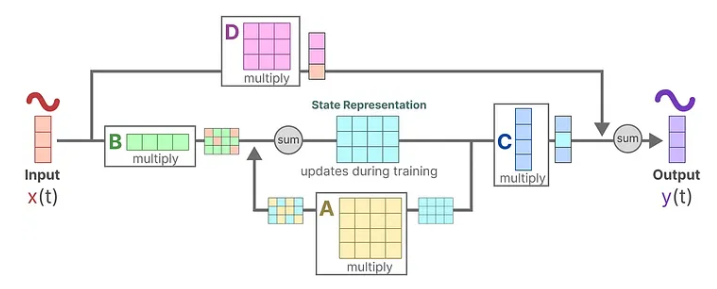 D
multiply
State Representation
Input
x(t)
B
multiply
sum
updates during training
C
multiply
sum
Output
y(t)
A
multiply